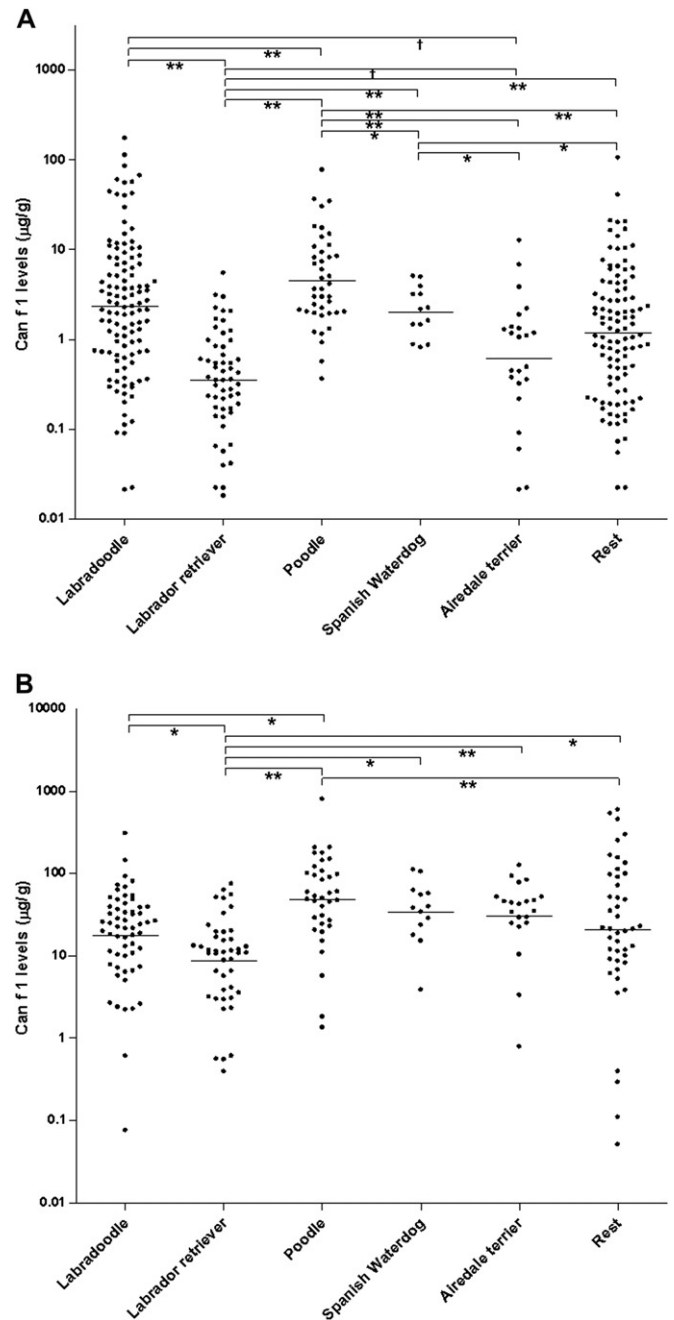 A
†
**
** † **
**
** ** **
**
* *
*
1000
100
10
1
0.1
0.01
Can f 1 levels (µg/g)
Labradoodle
Labrador retriever
Poodle
Spanish Waterdog
Airedale terrier
Rest
B
*
* *
**
*
** **
10000
1000
100
10
1
0.1
0.01
Can f 1 levels (µg/g)
Labradoodle
Labrador retriever
Poodle
Spanish Waterdog
Airedale terrier
Rest